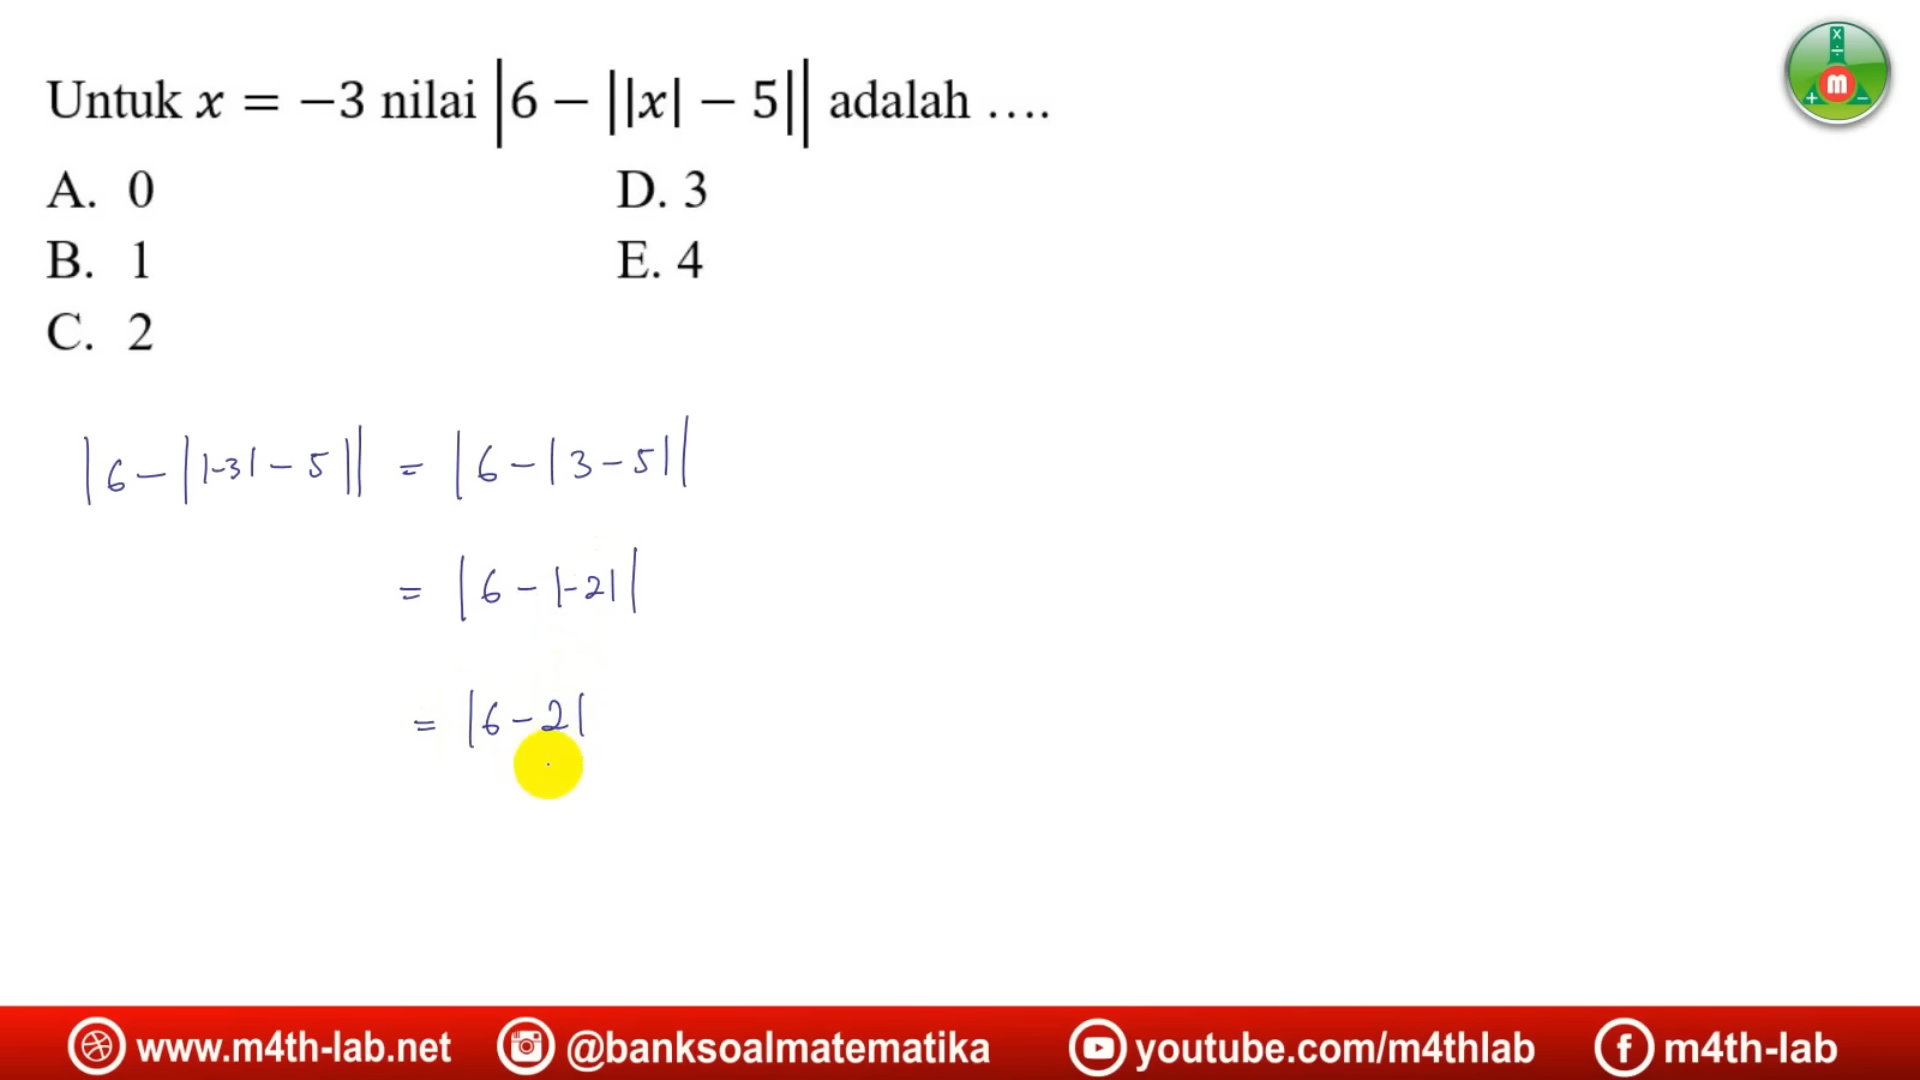 Untuk x = −3 nilai |6 − ||x| − 5|| adalah ….
A. 0
B. 1
C. 2
D. 3
E. 4
|6 − ||-3| − 5|| = |6 − |3 − 5||
= |6 − |-2||
= |6 − 2|
x
÷
m
+ −
www.m4th-lab.net @banksoalmatematika youtube.com/m4thlab m4th-lab